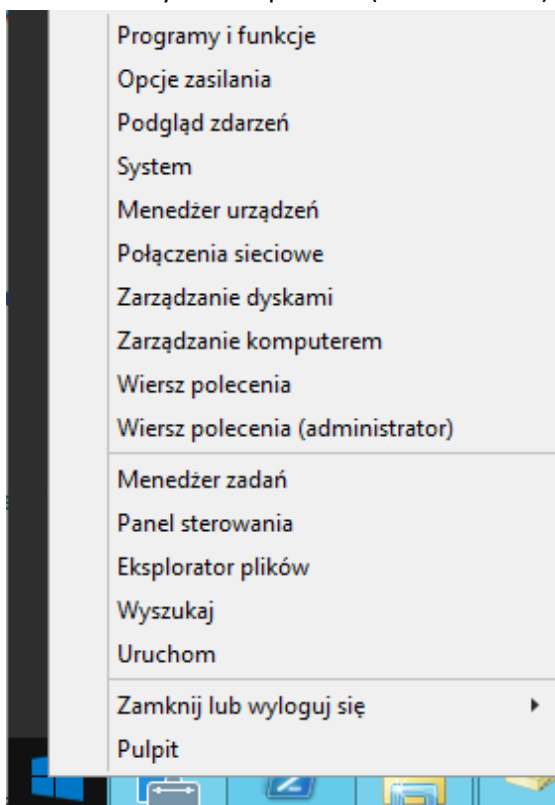 Programy i funkcje
Opcje zasilania
Podgląd zdarzeń
System
Menedżer urządzeń
Połączenia sieciowe
Zarządzanie dyskami
Zarządzanie komputerem
Wiersz polecenia
Wiersz polecenia (administrator)
Menedżer zadań
Panel sterowania
Eksplorator plików
Wyszukaj
Uruchom
Zamknij lub wyloguj się
Pulpit